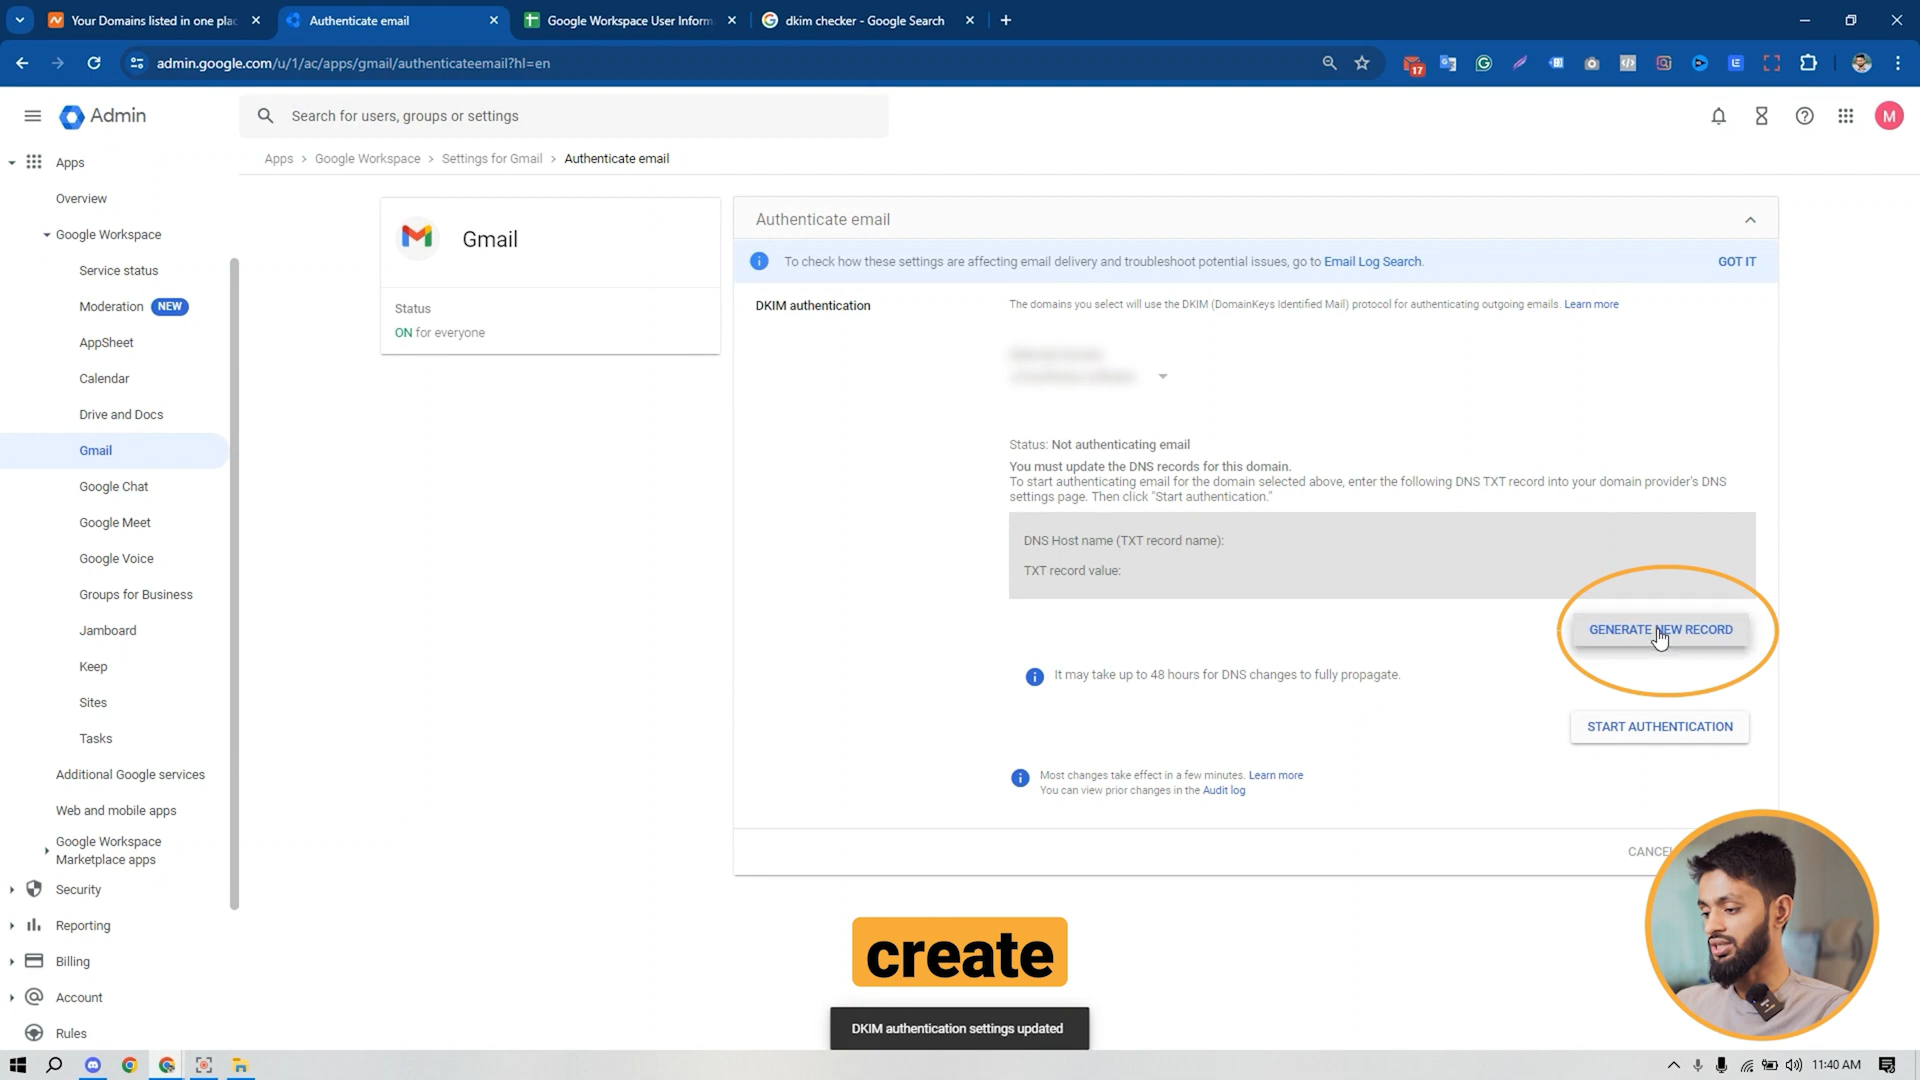 Your Domains listed in one plac
Authenticate email
Google Workspace User Inform
dkim checker - Google Search
admin.google.com/u/1/ac/apps/gmail/authenticateemail?hl=en
17
Admin
Search for users, groups or settings
M
Apps
Overview
Google Workspace
Service status
Moderation NEW
AppSheet
Calendar
Drive and Docs
Gmail
Google Chat
Google Meet
Google Voice
Groups for Business
Jamboard
Keep
Sites
Tasks
Additional Google services
Web and mobile apps
Google Workspace
Marketplace apps
Security
Reporting
Billing
Account
Rules
Apps > Google Workspace > Settings for Gmail > Authenticate email
Gmail
Status
ON for everyone
Authenticate email
To check how these settings are affecting email delivery and troubleshoot potential issues, go to Email Log Search.
GOT IT
DKIM authentication
The domains you select will use the DKIM (DomainKeys Identified Mail) protocol for authenticating outgoing emails. Learn more
Status: Not authenticating email
You must update the DNS records for this domain.
To start authenticating email for the domain selected above, enter the following DNS TXT record into your domain provider's DNS
settings page. Then click "Start authentication."
DNS Host name (TXT record name):
TXT record value:
GENERATE NEW RECORD
It may take up to 48 hours for DNS changes to fully propagate.
START AUTHENTICATION
Most changes take effect in a few minutes. Learn more
You can view prior changes in the Audit log
CANCEL
create
DKIM authentication settings updated
11:40 AM